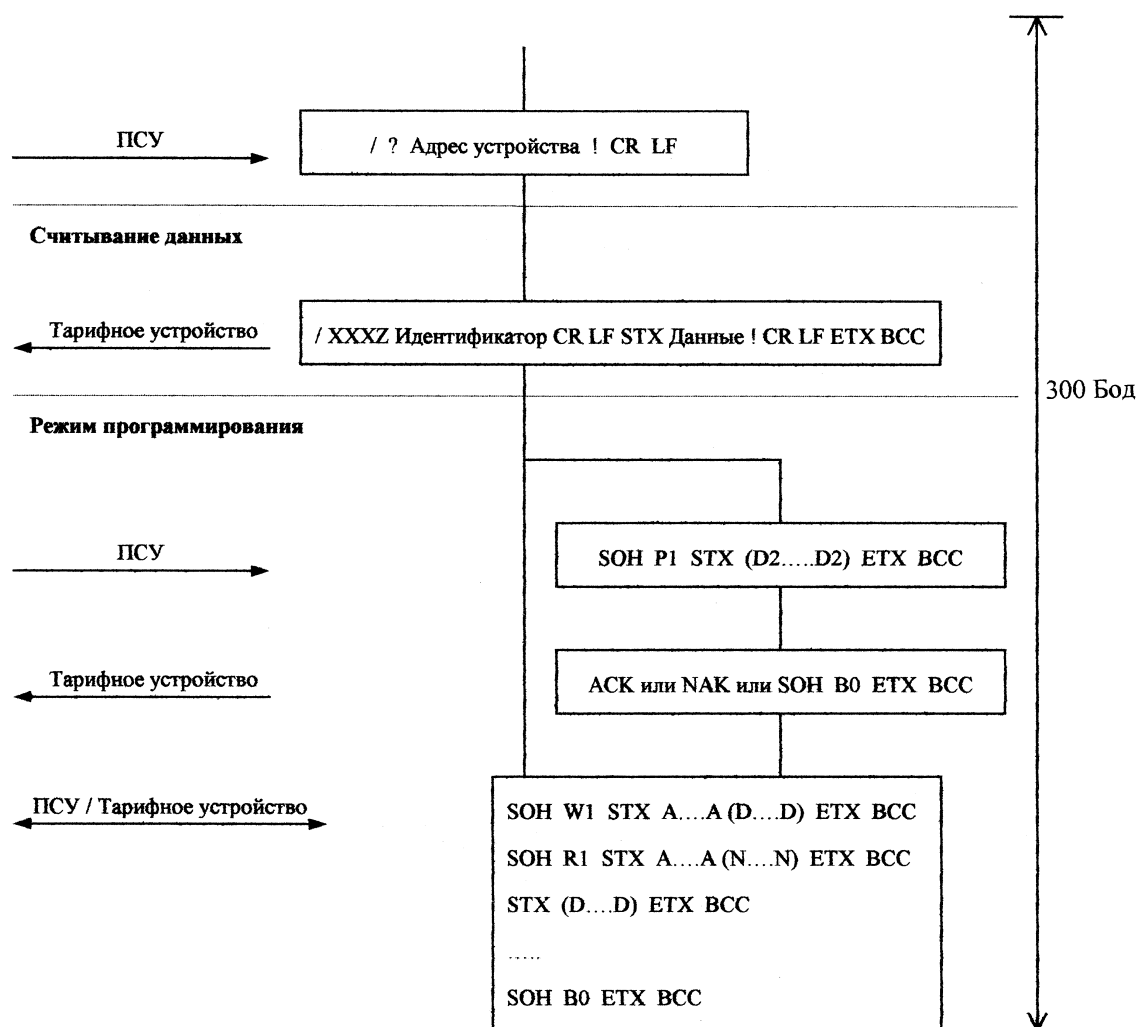 ПСУ
/ ? Адрес устройства ! CR LF
Считывание данных
Тарифное устройство
/ XXXZ Идентификатор CR LF STX Данные ! CR LF ETX BCC
300 Бод
Режим программирования
ПСУ
SOH P1 STX (D2.....D2) ETX BCC
Тарифное устройство
ACK или NAK или SOH B0 ETX BCC
ПСУ / Тарифное устройство
SOH W1 STX A....A (D....D) ETX BCC
SOH R1 STX A....A (N....N) ETX BCC
STX (D....D) ETX BCC
.....
SOH B0 ETX BCC